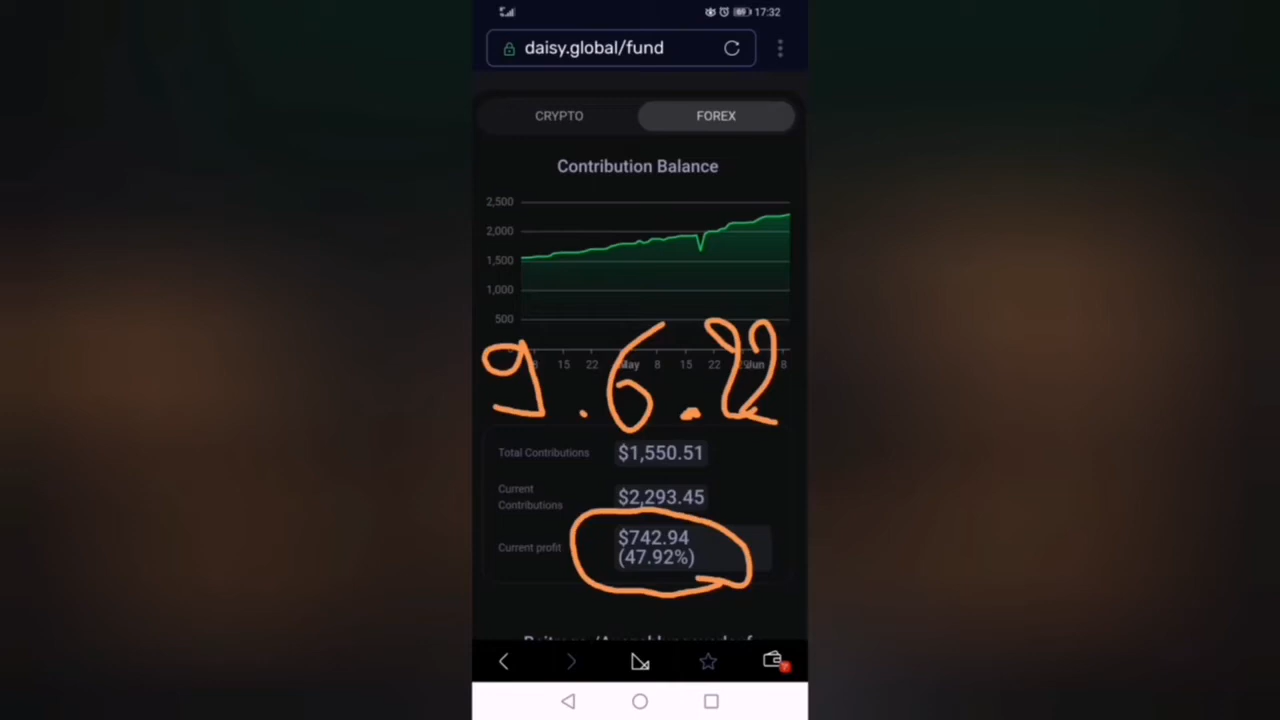 17:32
daisy.global/fund
CRYPTO FOREX
Contribution Balance
2,500
2,000
1,500
1,000
500
15 22 May 8 15 22 Jun 8
9.6.22
Total Contributions $1,550.51
Current
Contributions $2,293.45
Current profit $742.94
(47.92%)